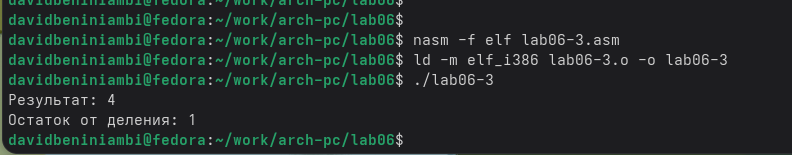 davidbeniniambi@fedora:~/work/arch-pc/lab06$
davidbeniniambi@fedora:~/work/arch-pc/lab06$
davidbeniniambi@fedora:~/work/arch-pc/lab06$ nasm -f elf lab06-3.asm
davidbeniniambi@fedora:~/work/arch-pc/lab06$ ld -m elf_i386 lab06-3.o -o lab06-3
davidbeniniambi@fedora:~/work/arch-pc/lab06$ ./lab06-3
Результат: 4
Остаток от деления: 1
davidbeniniambi@fedora:~/work/arch-pc/lab06$